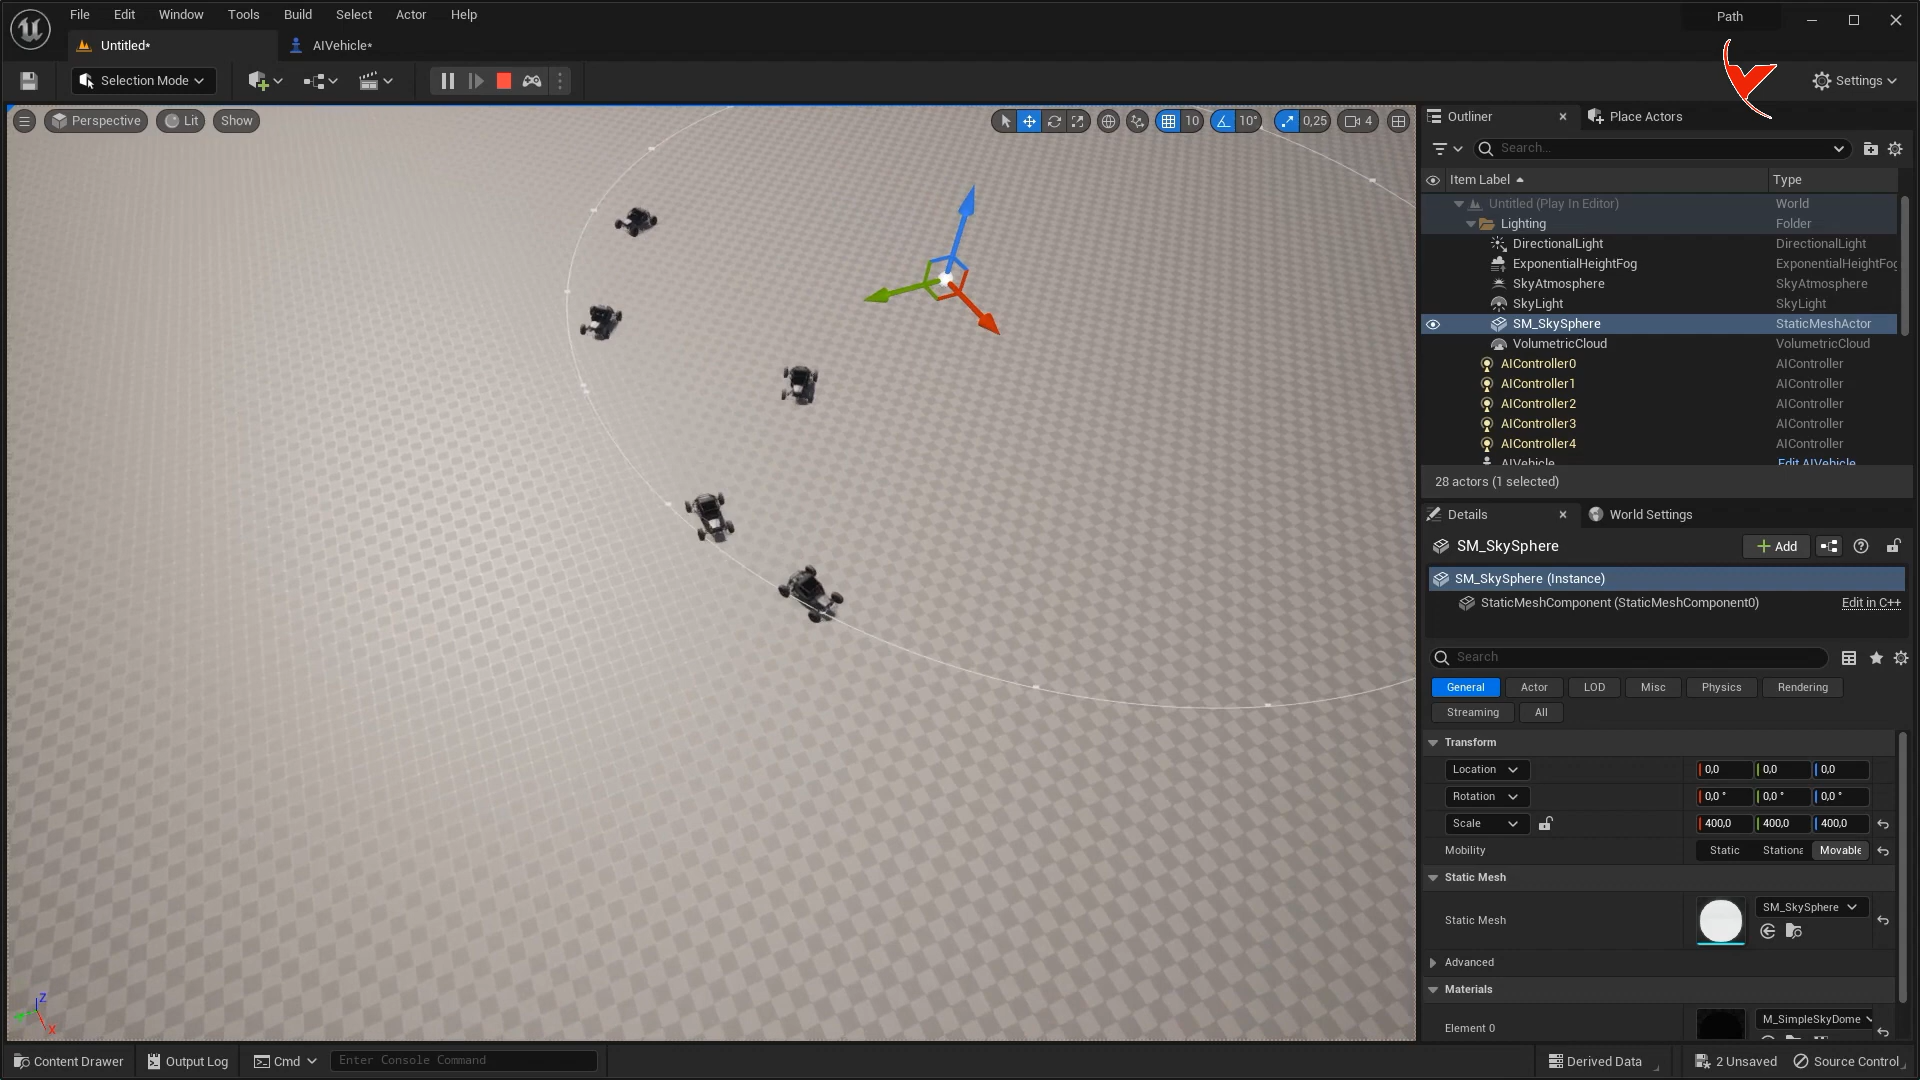 File Edit Window Tools Build Select Actor Help
Path
Untitled*
AIVehicle*
Selection Mode
Settings
Perspective
Lit
Show
10
10°
0,25
4
Outliner
Place Actors
Search...
Item Label
Type
Untitled (Play In Editor) World
Lighting Folder
DirectionalLight DirectionalLight
ExponentialHeightFog ExponentialHeightFog
SkyAtmosphere SkyAtmosphere
SkyLight SkyLight
SM_SkySphere StaticMeshActor
VolumetricCloud VolumetricCloud
AIController0 AIController
AIController1 AIController
AIController2 AIController
AIController3 AIController
AIController4 AIController
AIVehicle Edit AIVehicle
28 actors (1 selected)
Details
World Settings
SM_SkySphere
Add
SM_SkySphere (Instance)
StaticMeshComponent (StaticMeshComponent0) Edit in C++
Search
General Actor LOD Misc Physics Rendering
Streaming All
Transform
Location 0,0 0,0 0,0
Rotation 0,0 ° 0,0 ° 0,0 °
Scale 400,0 400,0 400,0
Mobility Static Stationa Movable
Static Mesh
Static Mesh SM_SkySphere
Advanced
Materials
Element 0 M_SimpleSkyDome
Z
X
Content Drawer
Output Log
Cmd
Enter Console Command
Derived Data
2 Unsaved
Source Control